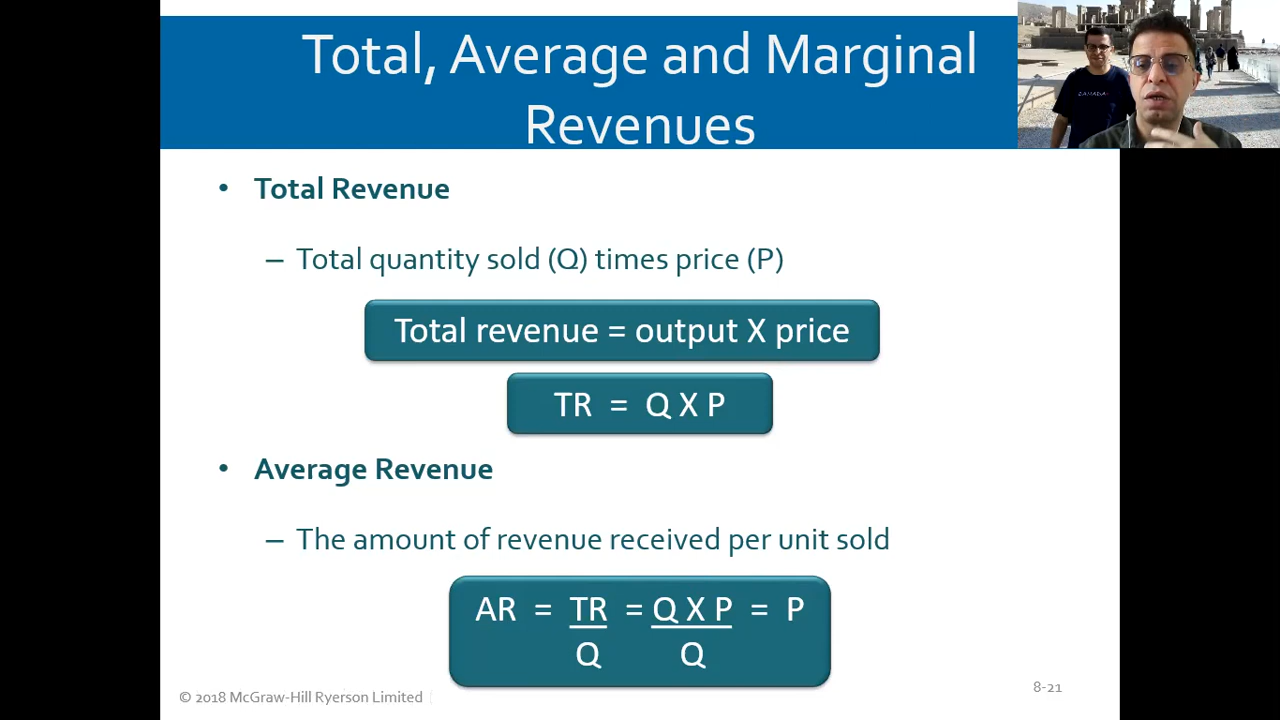 Total, Average and Marginal
Revenues
• Total Revenue
– Total quantity sold (Q) times price (P)
Total revenue = output X price
TR = Q X P
• Average Revenue
– The amount of revenue received per unit sold
AR = TR = Q X P = P
Q Q
© 2018 McGraw-Hill Ryerson Limited
8-21